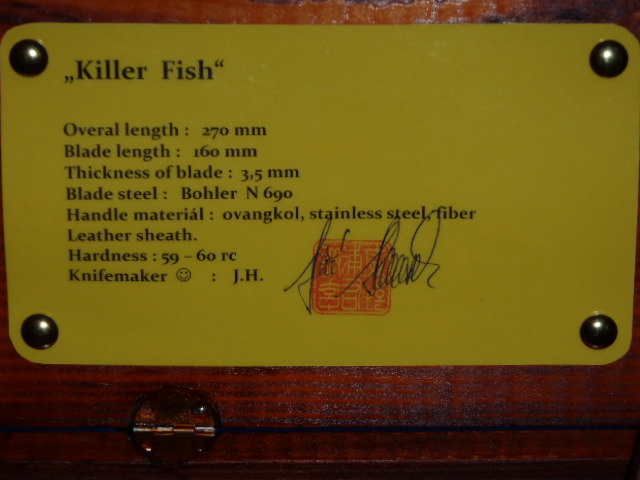 „Killer Fish“
Overal length : 270 mm
Blade length : 160 mm
Thickness of blade : 3,5 mm
Blade steel : Bohler N 690
Handle materiál : ovangkol, stainless steel, fiber
Leather sheath.
Hardness : 59 – 60 rc
Knifemaker ☺ : J.H.